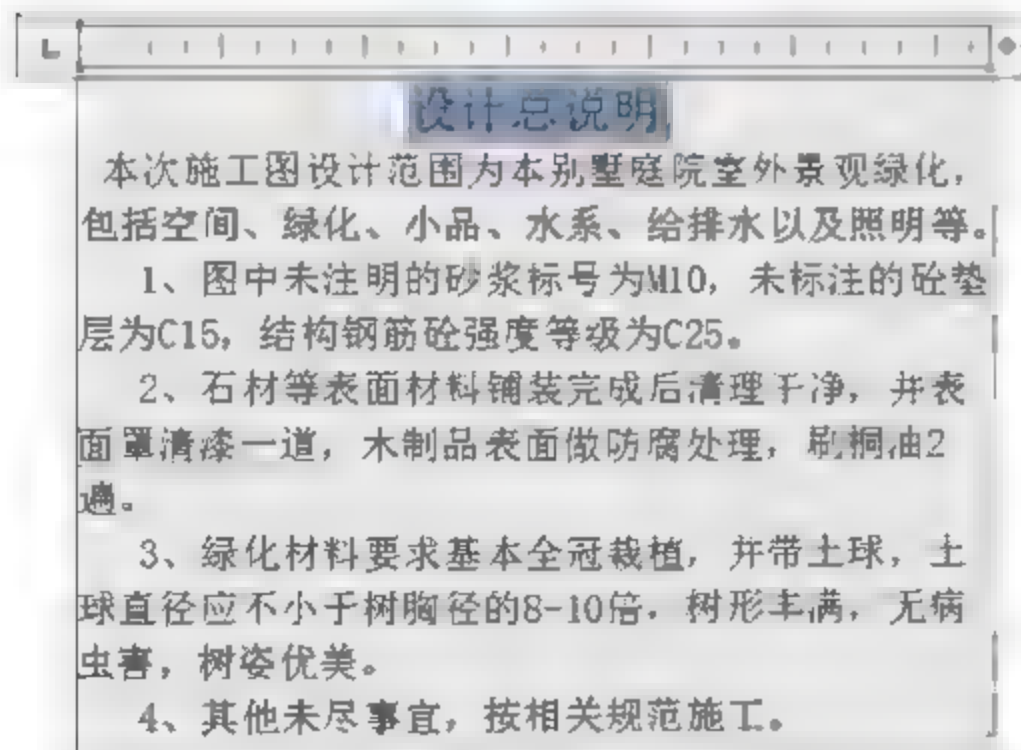 设计总说明
本次施工图设计范围为本别墅庭院室外景观绿化，
包括空间、绿化、小品、水系、给排水以及照明等。
1、图中未注明的砂浆标号为M10，未标注的砼垫
层为C15，结构钢筋砼强度等级为C25。
2、石材等表面材料铺装完成后清理干净，并表
面罩清漆一道，木制品表面做防腐处理，刷桐油2
遍。
3、绿化材料要求基本全冠栽植，并带土球，土
球直径应不小于树胸径的8-10倍，树形丰满，无病
虫害，树姿优美。
4、其他未尽事宜，按相关规范施工。